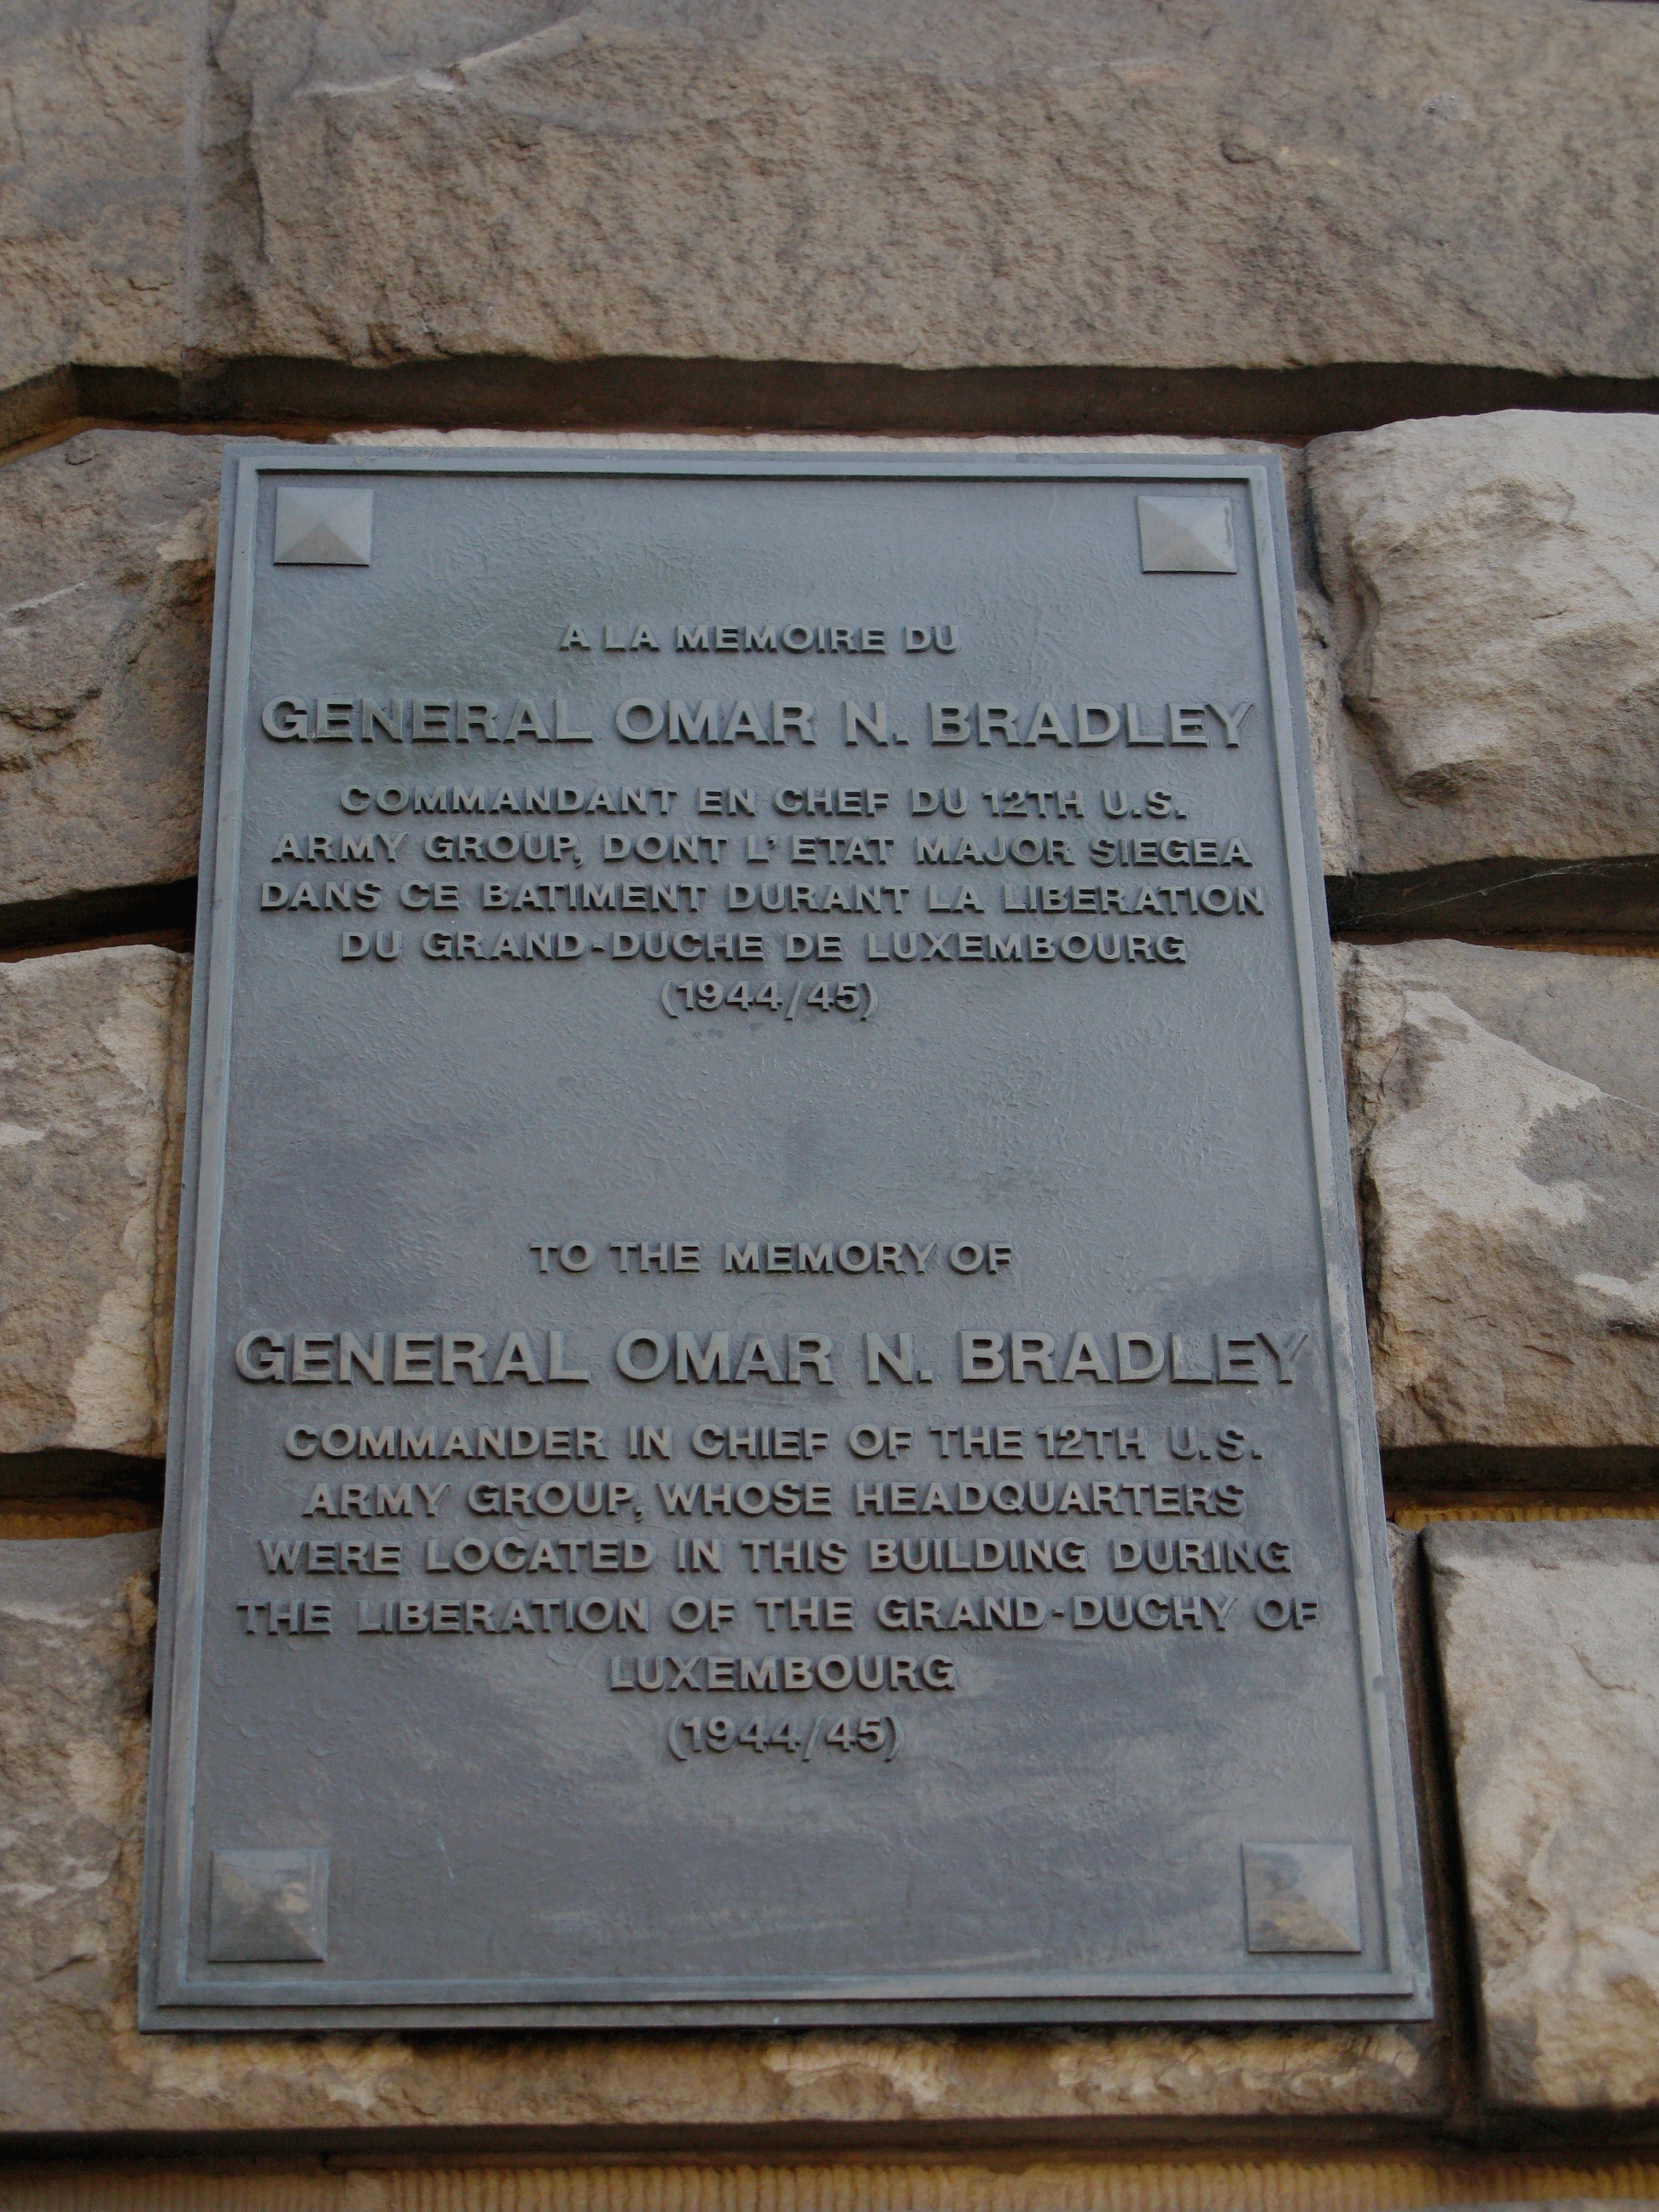 A LA MEMOIRE DU
GENERAL OMAR N. BRADLEY
COMMANDANT EN CHEF DU 12TH U.S.
ARMY GROUP, DONT L' ETAT MAJOR SIEGEA
DANS CE BATIMENT DURANT LA LIBERATION
DU GRAND-DUCHE DE LUXEMBOURG
(1944/45)
TO THE MEMORY OF
GENERAL OMAR N. BRADLEY
COMMANDER IN CHIEF OF THE 12TH U.S.
ARMY GROUP, WHOSE HEADQUARTERS
WERE LOCATED IN THIS BUILDING DURING
THE LIBERATION OF THE GRAND-DUCHY OF
LUXEMBOURG
(1944/45)